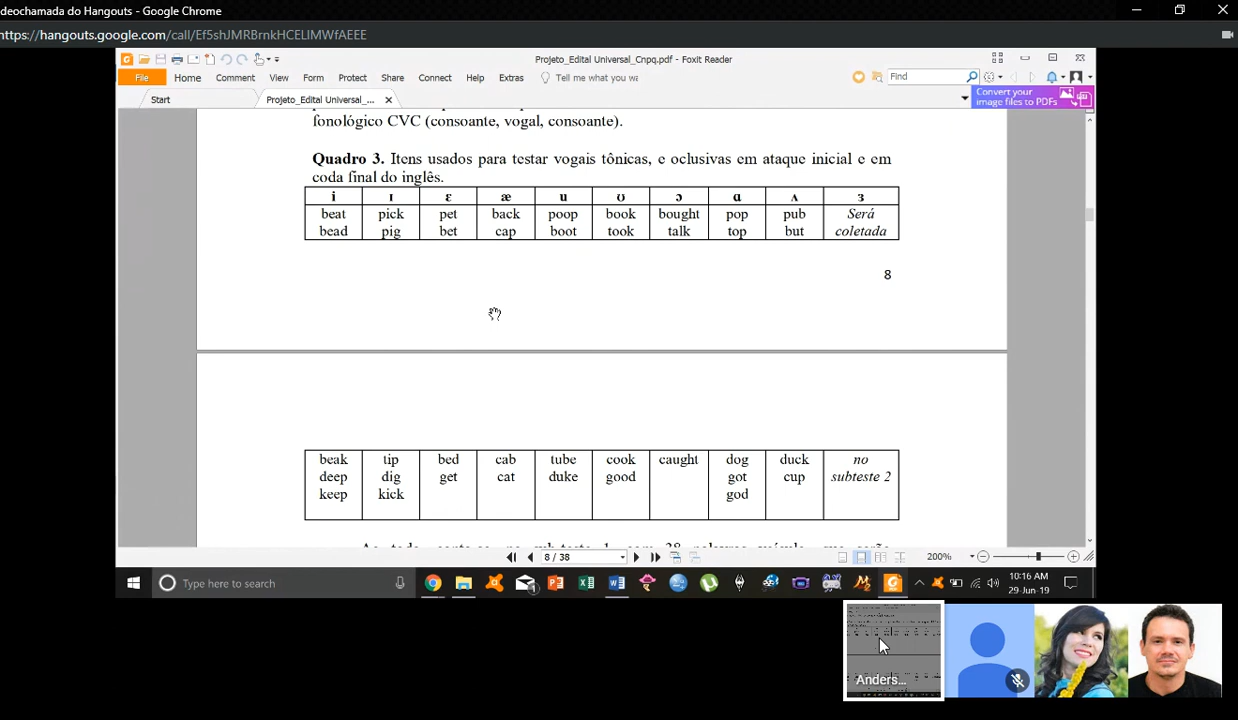 deochamada do Hangouts - Google Chrome
https://hangouts.google.com/call/Ef5shJMRBrnkHCELIMWfAEEE
Projeto_Edital Universal_Cnpq.pdf - Foxit Reader
File Home Comment View Form Protect Share Connect Help Extras Tell me what you wa Find
Start Projeto_Edital Universal_...
Convert your
image files to PDFs
fonológico CVC (consoante, vogal, consoante).
Quadro 3. Itens usados para testar vogais tônicas, e oclusivas em ataque inicial e em
coda final do inglês.
i ɪ ɛ æ u ʊ ɔ ɑ ʌ ɜ
beat pick pet back poop book bought pop pub Será
bead pig bet cap boot took talk top but coletada
8
beak tip bed cab tube cook caught dog duck no
deep dig get cat duke good got cup subteste 2
keep kick god
8 / 38 200%
Type here to search
10:16 AM
29-Jun-19
Anders...